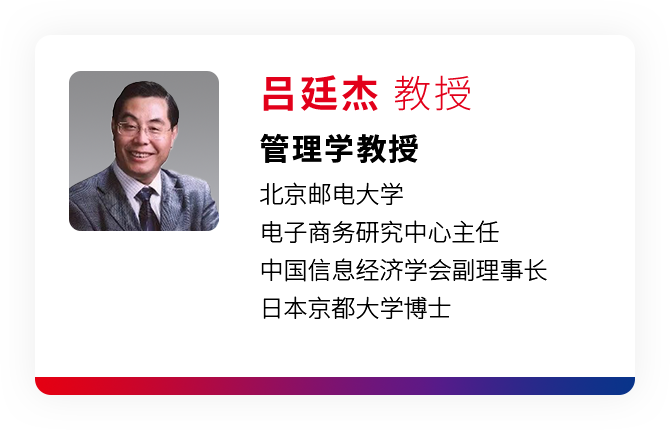 吕廷杰 教授
管理学教授
北京邮电大学
电子商务研究中心主任
中国信息经济学会副理事长
日本京都大学博士